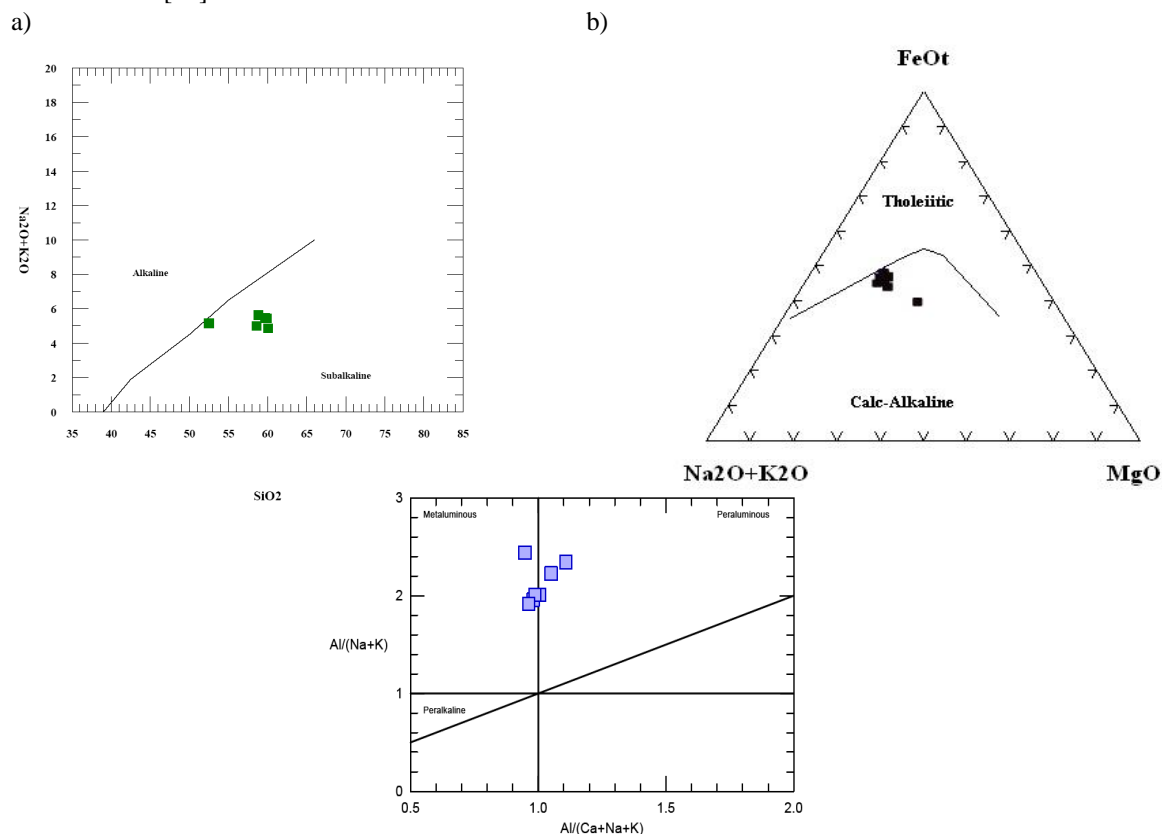 a)
b)
20
18
16
14
12
10
8
6
4
2
0
Na2O+K2O
Alkaline
Subalkaline
35 40 45 50 55 60 65 70 75 80 85
SiO2
FeOt
Tholeiitic
Calc-Alkaline
Na2O+K2O
MgO
3
2
1
0
Metaluminous
Peraluminous
Al/(Na+K)
Peralkaline
0.5 1.0 1.5 2.0
Al/(Ca+Na+K)